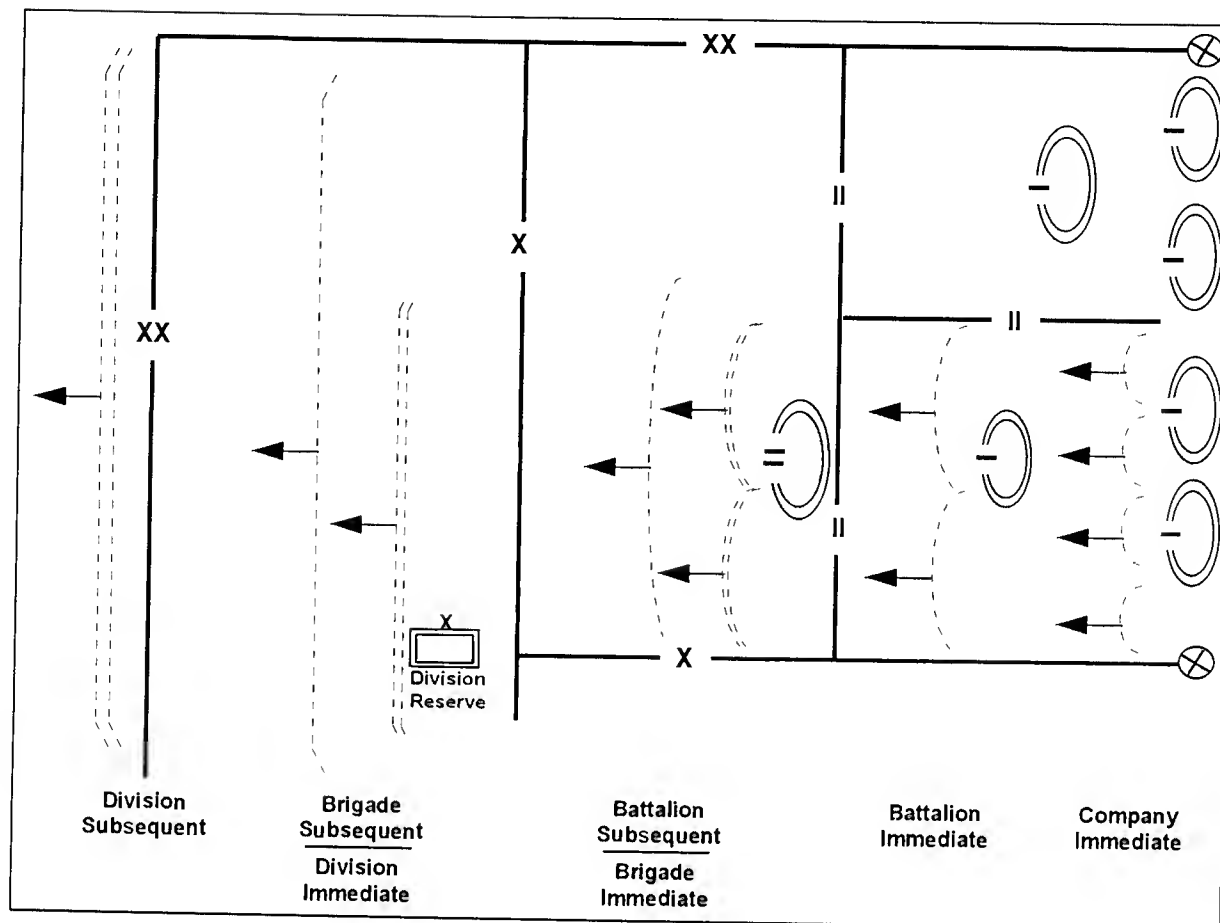 XX
II
X
II
XX
II
X
Division
Reserve
X
Division
Subsequent
Brigade
Subsequent
Division
Immediate
Battalion
Subsequent
Brigade
Immediate
Battalion
Immediate
Company
Immediate